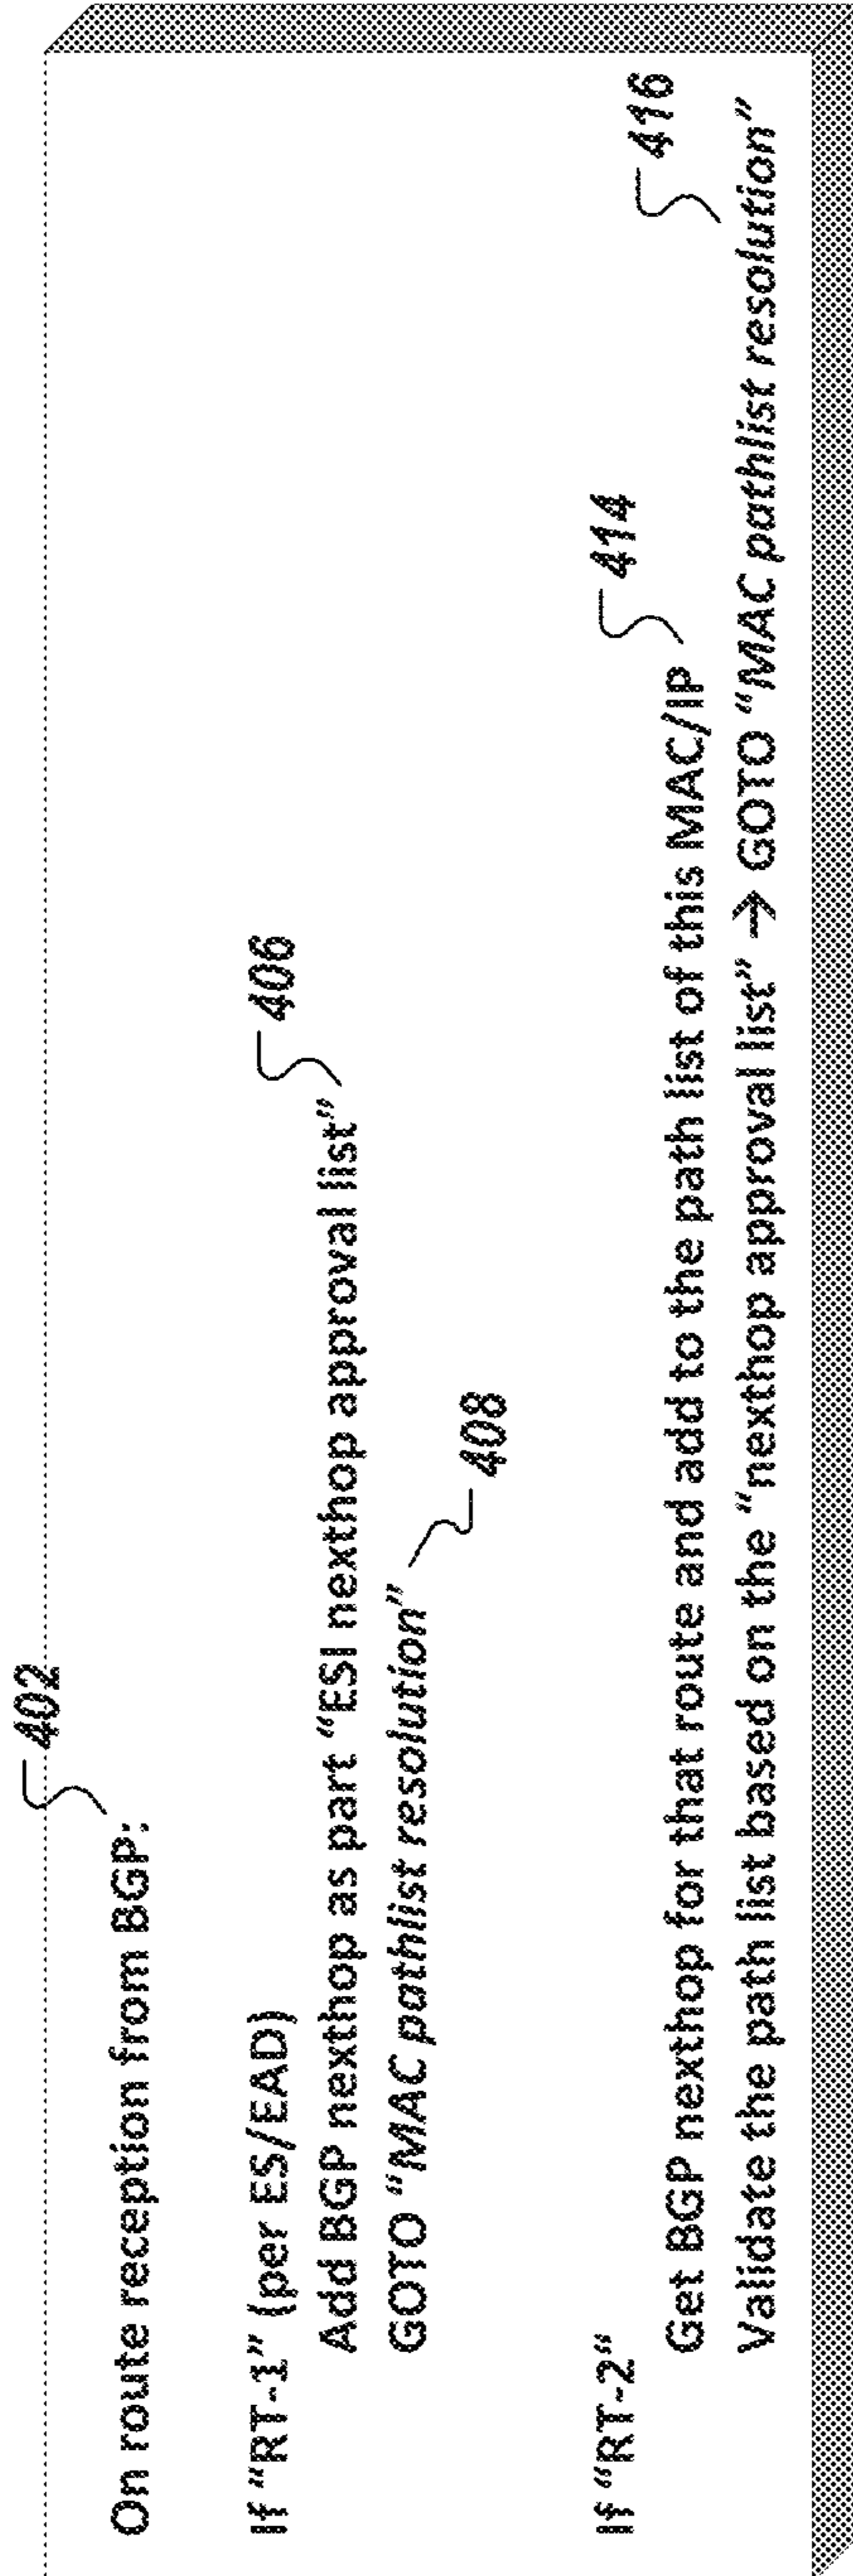 On route reception from BGP: 402
If "RT-1" (per ES/EAD)
Add BGP nexthop as part "ESI nexthop approval list" 406
GOTO "MAC pathlist resolution" 408
If "RT-2"
Get BGP nexthop for that route and add to the path list of this MAC/IP 414
Validate the path list based on the "nexthop approval list" → GOTO "MAC pathlist resolution" 416